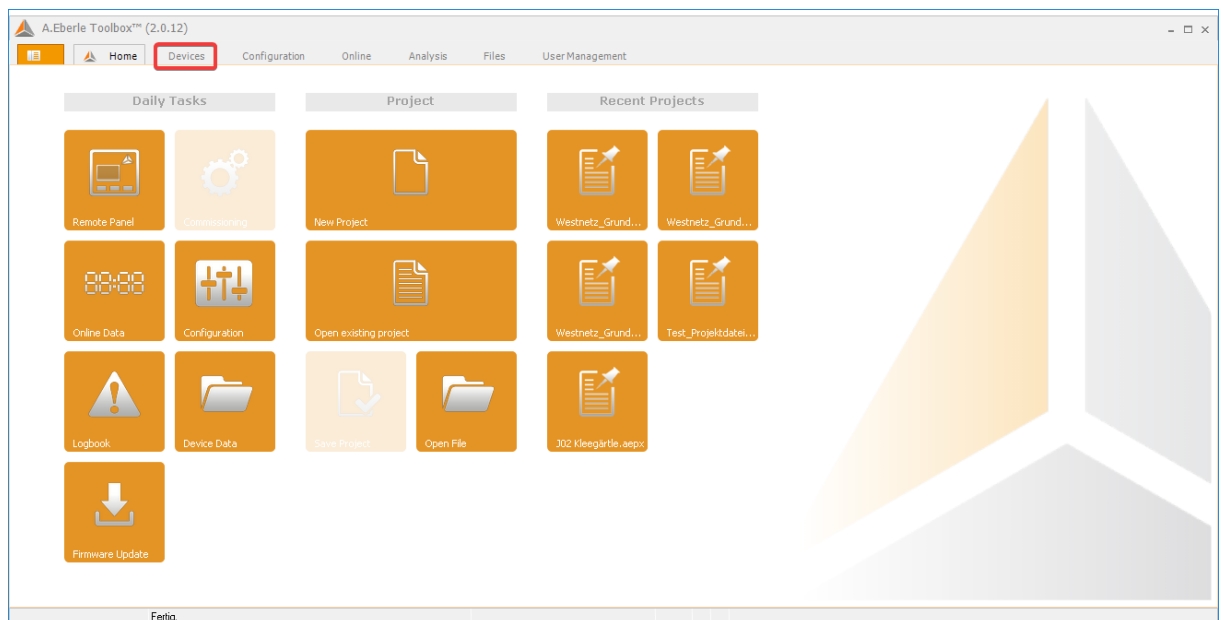 A.Eberle Toolbox™ (2.0.12)
Home Devices Configuration Online Analysis Files User Management
Daily Tasks Project Recent Projects
Remote Panel Commissioning New Project Westnetz_Grund... Westnetz_Grund...
88:88
Online Data Configuration Open existing project Westnetz_Grund... Test_Projektdatei...
Logbook Device Data Save Project Open File J02 Kleegärtle.aepx
Firmware Update
Fertig.